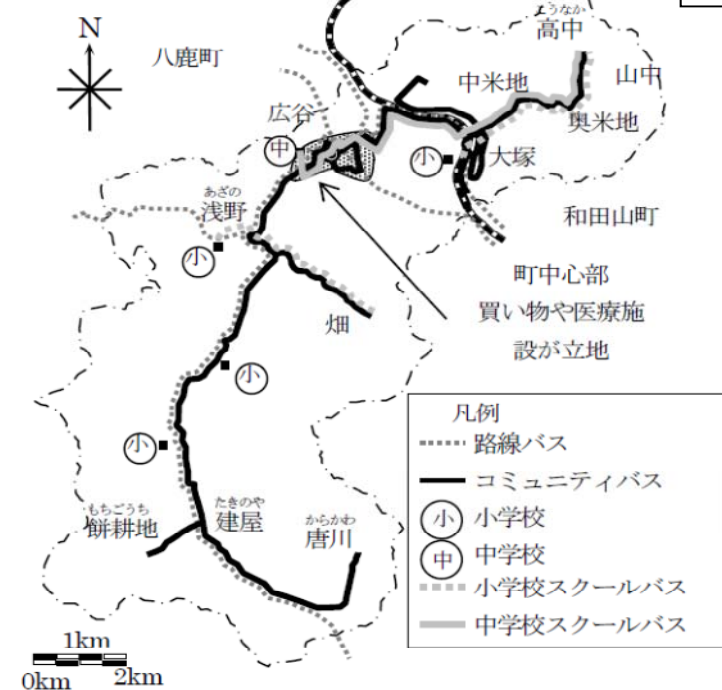 N
八鹿町
こうなか
高中
中米地
山中
広谷
奥米地
中
小
大塚
あざの
浅野
和田山町
小
町中心部
買い物や医療施
設が立地
畑
小
小
凡例
路線バス
コミュニティバス
小 小学校
中 中学校
小学校スクールバス
中学校スクールバス
もちごうち
餅耕地
たきのや
建屋
からかわ
唐川
1km
0km
2km